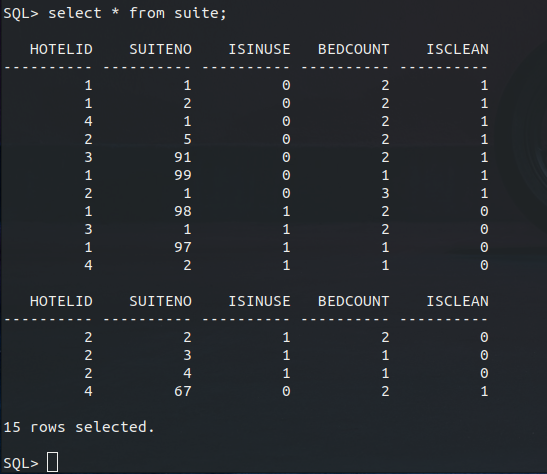 SQL> select * from suite;
HOTELID SUITENO ISINUSE BEDCOUNT ISCLEAN
---------- ---------- ---------- ---------- ----------
1 1 0 2 1
1 2 0 2 1
4 1 0 2 1
2 5 0 2 1
3 91 0 2 1
1 99 0 1 1
2 1 0 3 1
1 98 1 2 0
3 1 1 2 0
1 97 1 1 0
4 2 1 1 0
HOTELID SUITENO ISINUSE BEDCOUNT ISCLEAN
---------- ---------- ---------- ---------- ----------
2 2 1 2 0
2 3 1 1 0
2 4 1 1 0
4 67 0 2 1
15 rows selected.
SQL>